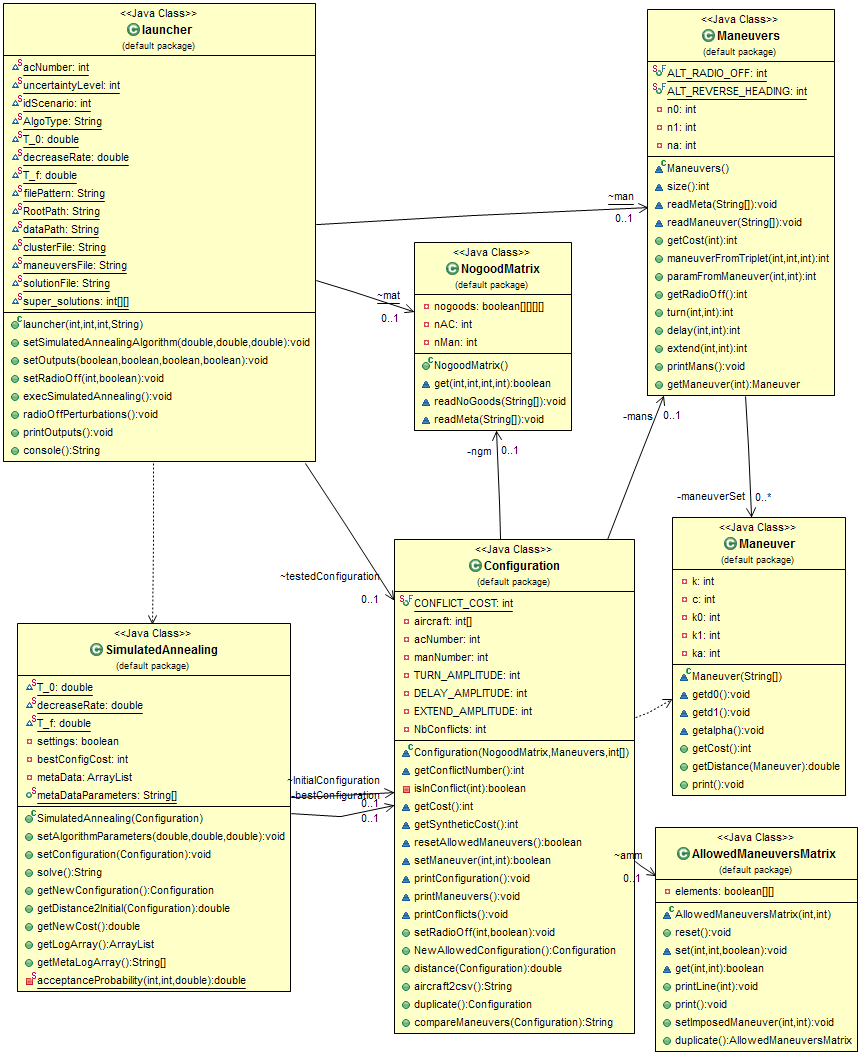 <<Java Class>>
launcher
(default package)
acNumber: int
uncertaintyLevel: int
idScenario: int
AlgoType: String
T_0: double
decreaseRate: double
T_f: double
filePattern: String
RootPath: String
dataPath: String
clusterFile: String
maneuversFile: String
solutionFile: String
super_solutions: int[][]
launcher(int,int,int,String)
setSimulatedAnnealingAlgorithm(double,double,double):void
setOutputs(boolean,boolean,boolean,boolean):void
setRadioOff(int,boolean):void
execSimulatedAnnealing():void
radioOffPerturbations():void
printOutputs():void
console():String
<<Java Class>>
Maneuvers
(default package)
ALT_RADIO_OFF: int
ALT_REVERSE_HEADING: int
n0: int
n1: int
na: int
Maneuvers()
size():int
readMeta(String[]):void
readManeuver(String[]):void
getCost(int):int
maneuverFromTriplet(int,int,int):int
paramFromManeuver(int,int):int
getRadioOff():int
turn(int,int):int
delay(int,int):int
extend(int,int):int
printMans():void
getManeuver(int):Maneuver
~man
0..1
<<Java Class>>
NogoodMatrix
(default package)
nogoods: boolean[][][][]
nAC: int
nMan: int
NogoodMatrix()
get(int,int,int,int):boolean
readNoGoods(String[]):void
readMeta(String[]):void
~mat
0..1
-ngm
0..1
-mans
0..1
-maneuverSet
0..*
<<Java Class>>
Maneuver
(default package)
k: int
c: int
k0: int
k1: int
ka: int
Maneuver(String[])
getd0():void
getd1():void
getalpha():void
getCost():int
getDistance(Maneuver):double
print():void
~testedConfiguration
0..1
<<Java Class>>
Configuration
(default package)
CONFLICT_COST: int
aircraft: int[]
acNumber: int
manNumber: int
TURN_AMPLITUDE: int
DELAY_AMPLITUDE: int
EXTEND_AMPLITUDE: int
NbConflicts: int
Configuration(NogoodMatrix,Maneuvers,int[])
getConflictNumber():int
isInConflict(int):boolean
getCost():int
getSyntheticCost():int
resetAllowedManeuvers():boolean
setManeuver(int,int):boolean
printConfiguration():void
printManeuvers():void
printConflicts():void
setRadioOff(int,boolean):void
NewAllowedConfiguration():Configuration
distance(Configuration):double
aircraft2csv():String
duplicate():Configuration
compareManeuvers(Configuration):String
<<Java Class>>
SimulatedAnnealing
(default package)
T_0: double
decreaseRate: double
T_f: double
settings: boolean
bestConfigCost: int
metaData: ArrayList
metaDataParameters: String[]
SimulatedAnnealing(Configuration)
setAlgorithmParameters(double,double,double):void
setConfiguration(Configuration):void
solve():String
getNewConfiguration():Configuration
getDistance2Initial(Configuration):double
getNewCost():double
getLogArray():ArrayList
getMetaLogArray():String[]
acceptanceProbability(int,int,double):double
~InitialConfiguration
0..1
-bestConfiguration
0..1
~amm
0..1
<<Java Class>>
AllowedManeuversMatrix
(default package)
elements: boolean[][]
AllowedManeuversMatrix(int,int)
reset():void
set(int,int,boolean):void
get(int,int):boolean
printLine(int):void
print():void
setImposedManeuver(int,int):void
duplicate():AllowedManeuversMatrix